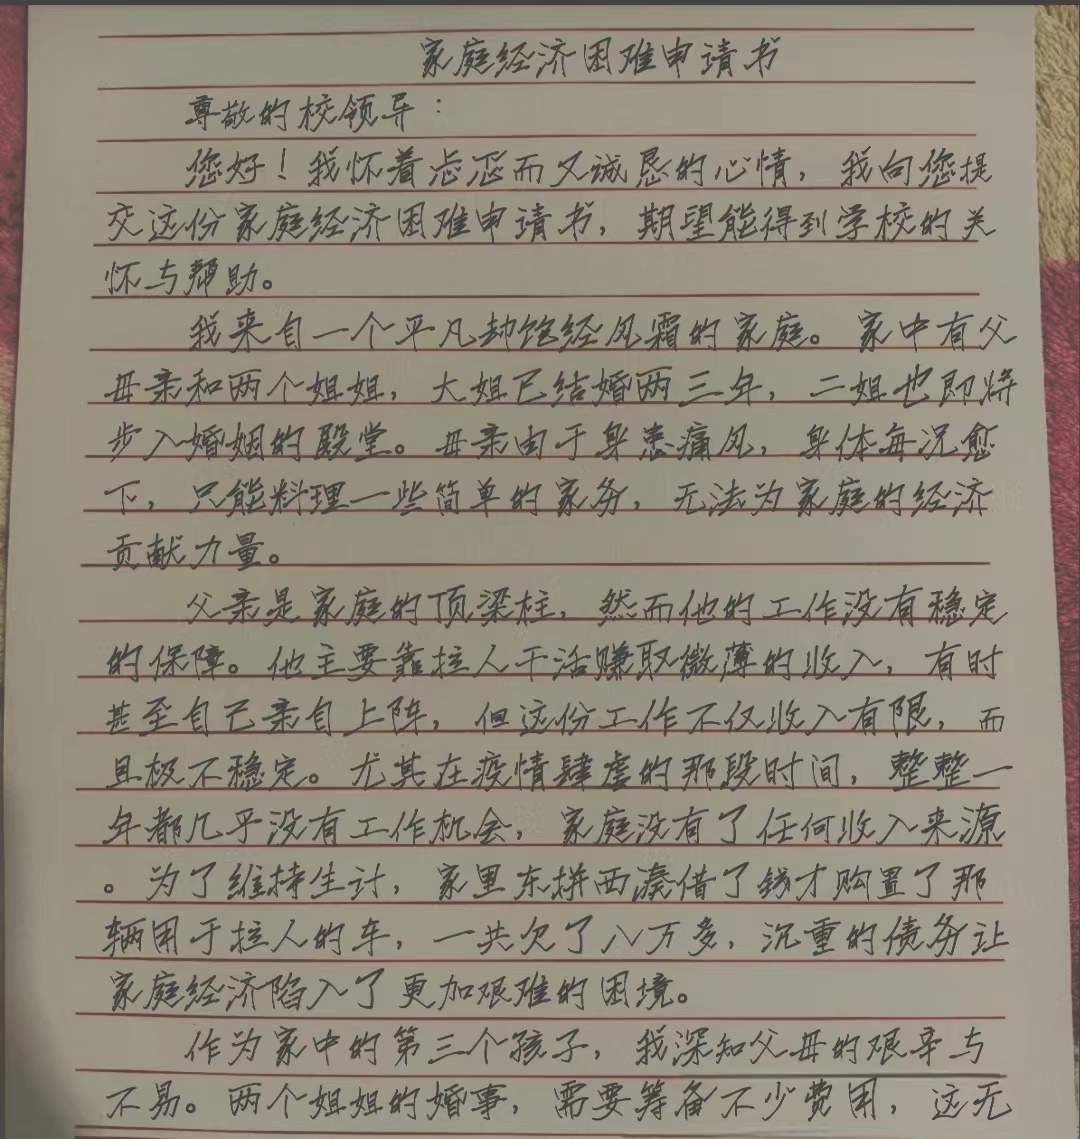 家庭经济困难申请书
尊敬的校领导：
您好！我怀着忐忑而又诚恳的心情，我向您提
交这份家庭经济困难申请书，期望能得到学校的关
怀与帮助。
我来自一个平凡却饱经风霜的家庭。家中有父
母亲和两个姐姐，大姐已结婚两三年，二姐也即将
步入婚姻的殿堂。母亲由于身患痛风，身体每况愈
下，只能料理一些简单的家务，无法为家庭的经济
贡献力量。
父亲是家庭的顶梁柱，然而他的工作没有稳定
的保障。他主要靠拉人干活赚取微薄的收入，有时
甚至自己亲自上阵，但这份工作不仅收入有限，而
且极不稳定。尤其在疫情肆虐的那段时间，整整一
年都几乎没有工作机会，家庭没有了任何收入来源
。为了维持生计，家里东拼西凑借了钱才购置了那
辆用于拉人的车，一共欠了八万多，沉重的债务让
家庭经济陷入了更加艰难的困境。
作为家中的第三个孩子，我深知父母的艰辛与
不易。两个姐姐的婚事，需要筹备不少费用，这无